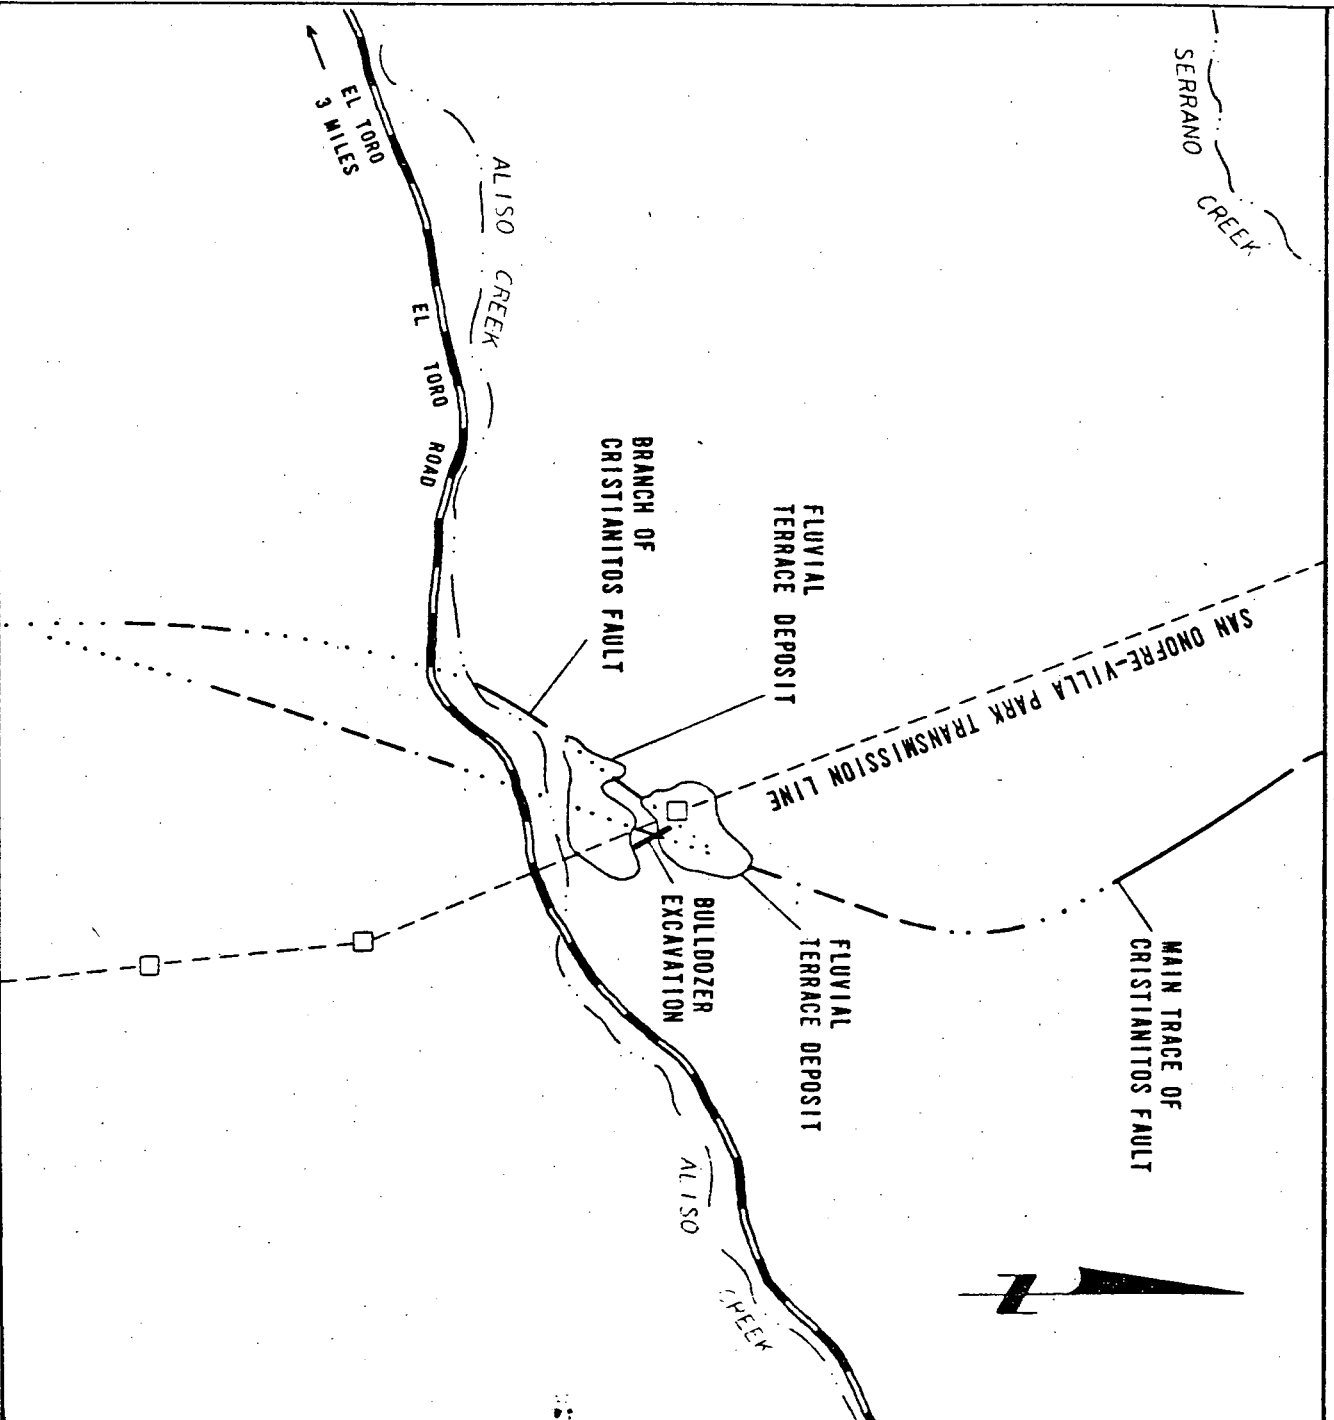 SERRANO
CREEK
SAN ONOFRE-VILLA PARK TRANSMISSION LINE
MAIN TRACE OF
CRISTIANITOS FAULT
FLUVIAL
TERRACE DEPOSIT
FLUVIAL
TERRACE DEPOSIT
BRANCH OF
CRISTIANITOS FAULT
BULLDOZER
EXCAVATION
ALISO CREEK
EL TORO ROAD
EL TORO
3 MILES
ALISO
CREEK
N